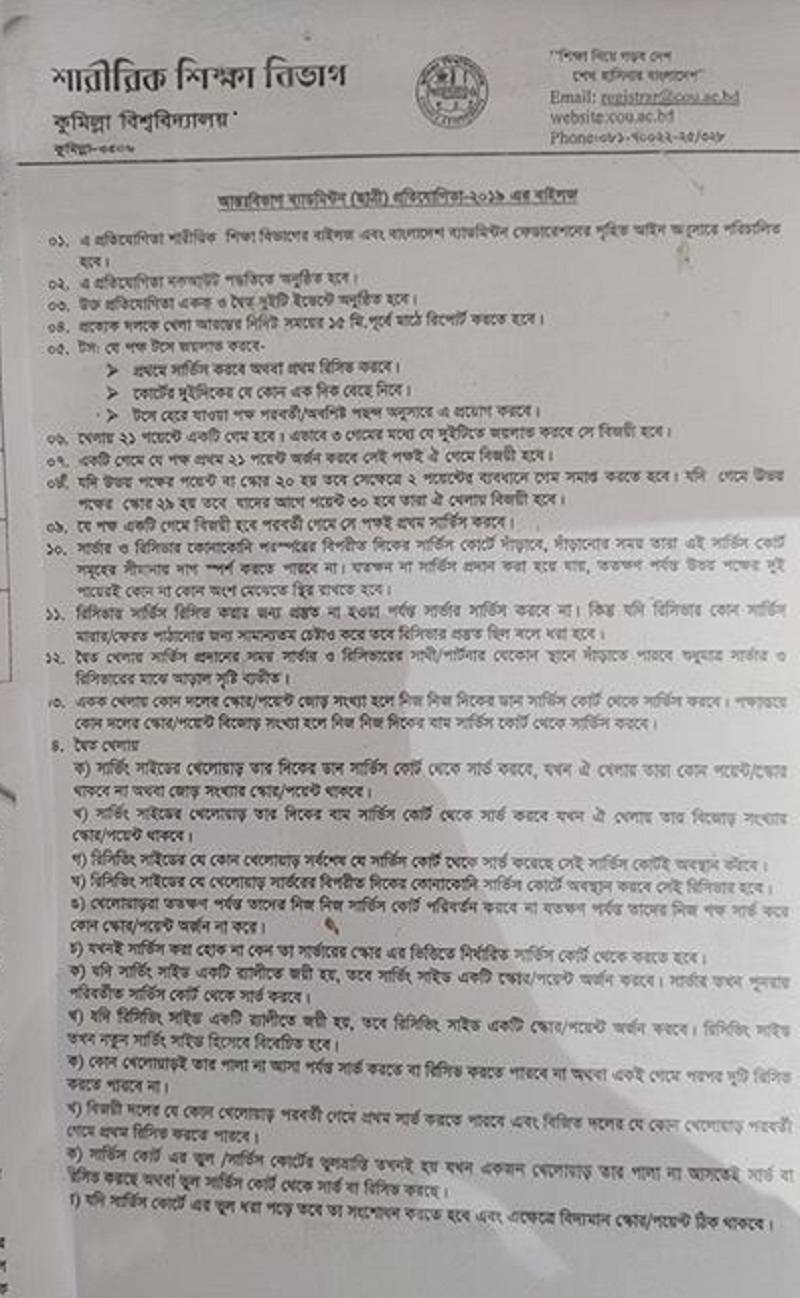 শারীরিক শিক্ষা বিভাগ
কুমিল্লা বিশ্ববিদ্যালয়
কুমিল্লা-৩৫০৬
"শিক্ষা নিয়ে গড়ব দেশ
শেখ হাসিনার বাংলাদেশ"
Email: registrar@cou.ac.bd
website:cou.ac.bd
Phone:০৮১-৭০০২২-২৫/৩২৮
আন্তঃবিভাগ ব্যাডমিন্টন (ছাত্রী) প্রতিযোগিতা-২০১৯ এর বাইলজ
০১. এ প্রতিযোগিতা শারীরিক শিক্ষা বিভাগের বাইলজ এবং বাংলাদেশ ব্যাডমিন্টন ফেডারেশনের গৃহিত আইন অনুসারে পরিচালিত
হবে।
০২. এ প্রতিযোগিতা নকআউট পদ্ধতিতে অনুষ্ঠিত হবে।
০৩. উক্ত প্রতিযোগিতা একক ও দ্বৈত দুইটি ইভেন্টে অনুষ্ঠিত হবে।
০৪. প্রত্যেক দলকে খেলা আরম্ভের নির্দিষ্ট সময়ের ১৫ মি.পূর্বে মাঠে রিপোর্ট করতে হবে।
০৫. টস: যে পক্ষ টসে জয়লাভ করবে-
➢ প্রথমে সার্ভিস করবে অথবা প্রথম রিসিভ করবে।
➢ কোর্টের দুইদিকের যে কোন এক দিক বেছে নিবে।
➢ টসে হেরে যাওয়া পক্ষ পরবর্তী/অবশিষ্ট পছন্দ অনুসারে এ প্রয়োগ করবে।
০৬. খেলায় ২১ পয়েন্টে একটি গেম হবে। এভাবে ৩ গেমের মধ্যে যে দুইটিতে জয়লাভ করবে সে বিজয়ী হবে।
০৭. একটি গেমে যে পক্ষ প্রথম ২১ পয়েন্ট অর্জন করবে সেই পক্ষই ঐ গেমে বিজয়ী হবে।
০৮. যদি উভয় পক্ষের পয়েন্ট বা স্কোর ২০ হয় তবে সেক্ষেত্রে ২ পয়েন্টের ব্যবধানে গেম সমাপ্ত করতে হবে। যদি গেমে উভয়
পক্ষের স্কোর ২৯ হয় তবে যাদের আগে পয়েন্ট ৩০ হবে তারা ঐ খেলায় বিজয়ী হবে।
০৯. যে পক্ষ একটি গেমে বিজয়ী হবে পরবর্তী গেমে সে পক্ষই প্রথম সার্ভিস করবে।
১০. সার্ভার ও রিসিভার কোনাকোনি পরস্পরের বিপরীত দিকের সার্ভিস কোর্টে দাঁড়াবে, দাঁড়ানোর সময় তারা এই সার্ভিস কোর্ট
সমূহের সীমানায় দাগ স্পর্শ করতে পারবে না। যতক্ষন না সার্ভিস প্রদান করা হয়ে যায়, ততক্ষণ পর্যন্ত উভয় পক্ষের দুই
পায়েরই কোন না কোন অংশ মেঝেতে স্থির রাখতে হবে।
১১. রিসিভার সার্ভিস রিসিভ করার জন্য প্রস্তুত না হওয়া পর্যন্ত সার্ভার সার্ভিস করবে না। কিন্তু যদি রিসিভার কোন সার্ভিস
মারার/ফেরত পাঠানোর জন্য সামান্যতম চেষ্টাও করে তবে রিসিভার প্রস্তুত ছিল বলে ধরা হবে।
১২. দ্বৈত খেলায় সার্ভিস প্রদানের সময় সার্ভার ও রিসিভারের সাথী/পার্টনার যেকোন স্থানে দাঁড়াতে পারবে শুধুমাত্র সার্ভার ও
রিসিভারের মাঝে আড়াল সৃষ্টি ব্যতীত।
১৩. একক খেলায় কোন দলের স্কোর/পয়েন্ট জোড় সংখ্যা হলে নিজ নিজ দিকের ডান সার্ভিস কোর্ট থেকে সার্ভিস করবে। পক্ষান্তরে
কোন দলের স্কোর/পয়েন্ট বিজোড় সংখ্যা হলে নিজ নিজ দিকের বাম সার্ভিস কোর্ট থেকে সার্ভিস করবে।
৪. দ্বৈত খেলায়
ক) সার্ভিং সাইডের খেলোয়াড় তার দিকের ডান সার্ভিস কোর্ট থেকে সার্ভ করবে, যখন ঐ খেলায় তারা কোন পয়েন্ট/স্কোর
থাকবে না অথবা জোড় সংখ্যার স্কোর/পয়েন্ট থাকবে।
খ) সার্ভিং সাইডের খেলোয়াড় তার দিকের বাম সার্ভিস কোর্ট থেকে সার্ভ করবে যখন ঐ খেলায় তার বিজোড় সংখ্যায়
স্কোর/পয়েন্ট থাকবে।
গ) রিসিভিং সাইডের যে কোন খেলোয়াড় সর্বশেষ যে সার্ভিস কোর্ট থেকে সার্ভ করেছে সেই সার্ভিস কোর্টই অবস্থান করবে।
ঘ) রিসিভিং সাইডের যে খেলোয়াড় সার্ভারের বিপরীত দিকের কোনাকোনি সার্ভিস কোর্টে অবস্থান করবে সেই রিসিভার হবে।
ঙ) খেলোয়াড়রা ততক্ষণ পর্যন্ত তাদের নিজ নিজ সার্ভিস কোর্ট পরিবর্তন করবে না যতক্ষণ পর্যন্ত তাদের নিজ পক্ষ সার্ভ করে
কোন স্কোর/পয়েন্ট অর্জন না করে।
চ) যখনই সার্ভিস করা হোক না কেন তা সার্ভারের স্কোর এর ভিত্তিতে নির্ধারিত সার্ভিস কোর্ট থেকে করতে হবে।
ক) যদি সার্ভিং সাইড একটি র‍্যালীতে জয়ী হয়, তবে সার্ভিং সাইড একটি স্কোর/পয়েন্ট অর্জন করবে। সার্ভার তখন পুনরায়
পরিবর্তীত সার্ভিস কোর্ট থেকে সার্ভ করবে।
খ) যদি রিসিভিং সাইড একটি র‍্যালীতে জয়ী হয়, তবে রিসিভিং সাইড একটি স্কোর/পয়েন্ট অর্জন করবে। রিসিভিং সাইড
তখন নতুন সার্ভিং সাইড হিসেবে বিবেচিত হবে।
ক) কোন খেলোয়াড়ই তার পালা না আসা পর্যন্ত সার্ভ করতে বা রিসিভ করতে পারবে না অথবা একই গেমে পরপর দুটি রিসিভ
করতে পারবে না।
খ) বিজয়ী দলের যে কোন খেলোয়াড় পরবর্তী গেমে প্রথম সার্ভ করতে পারবে এবং বিজিত দলের যে কোন খেলোয়াড় পরবর্তী
গেমে প্রথম রিসিভ করতে পারবে।
ক) সার্ভিস কোর্ট এর ভুল /সার্ভিস কোর্টের ভুলভ্রান্তি তখনই হয় যখন একজন খেলোয়াড় তার পালা না আসতেই সার্ভ বা
রিসিভ করছে অথবা ভুল সার্ভিস কোর্ট থেকে সার্ভ বা রিসিভ করছে।
যদি সার্ভিস কোর্টে এর ভুল ধরা পড়ে তবে তা সংশোধন করতে হবে এবং এক্ষেত্রে বিদ্যমান স্কোর/পয়েন্ট ঠিক থাকবে।